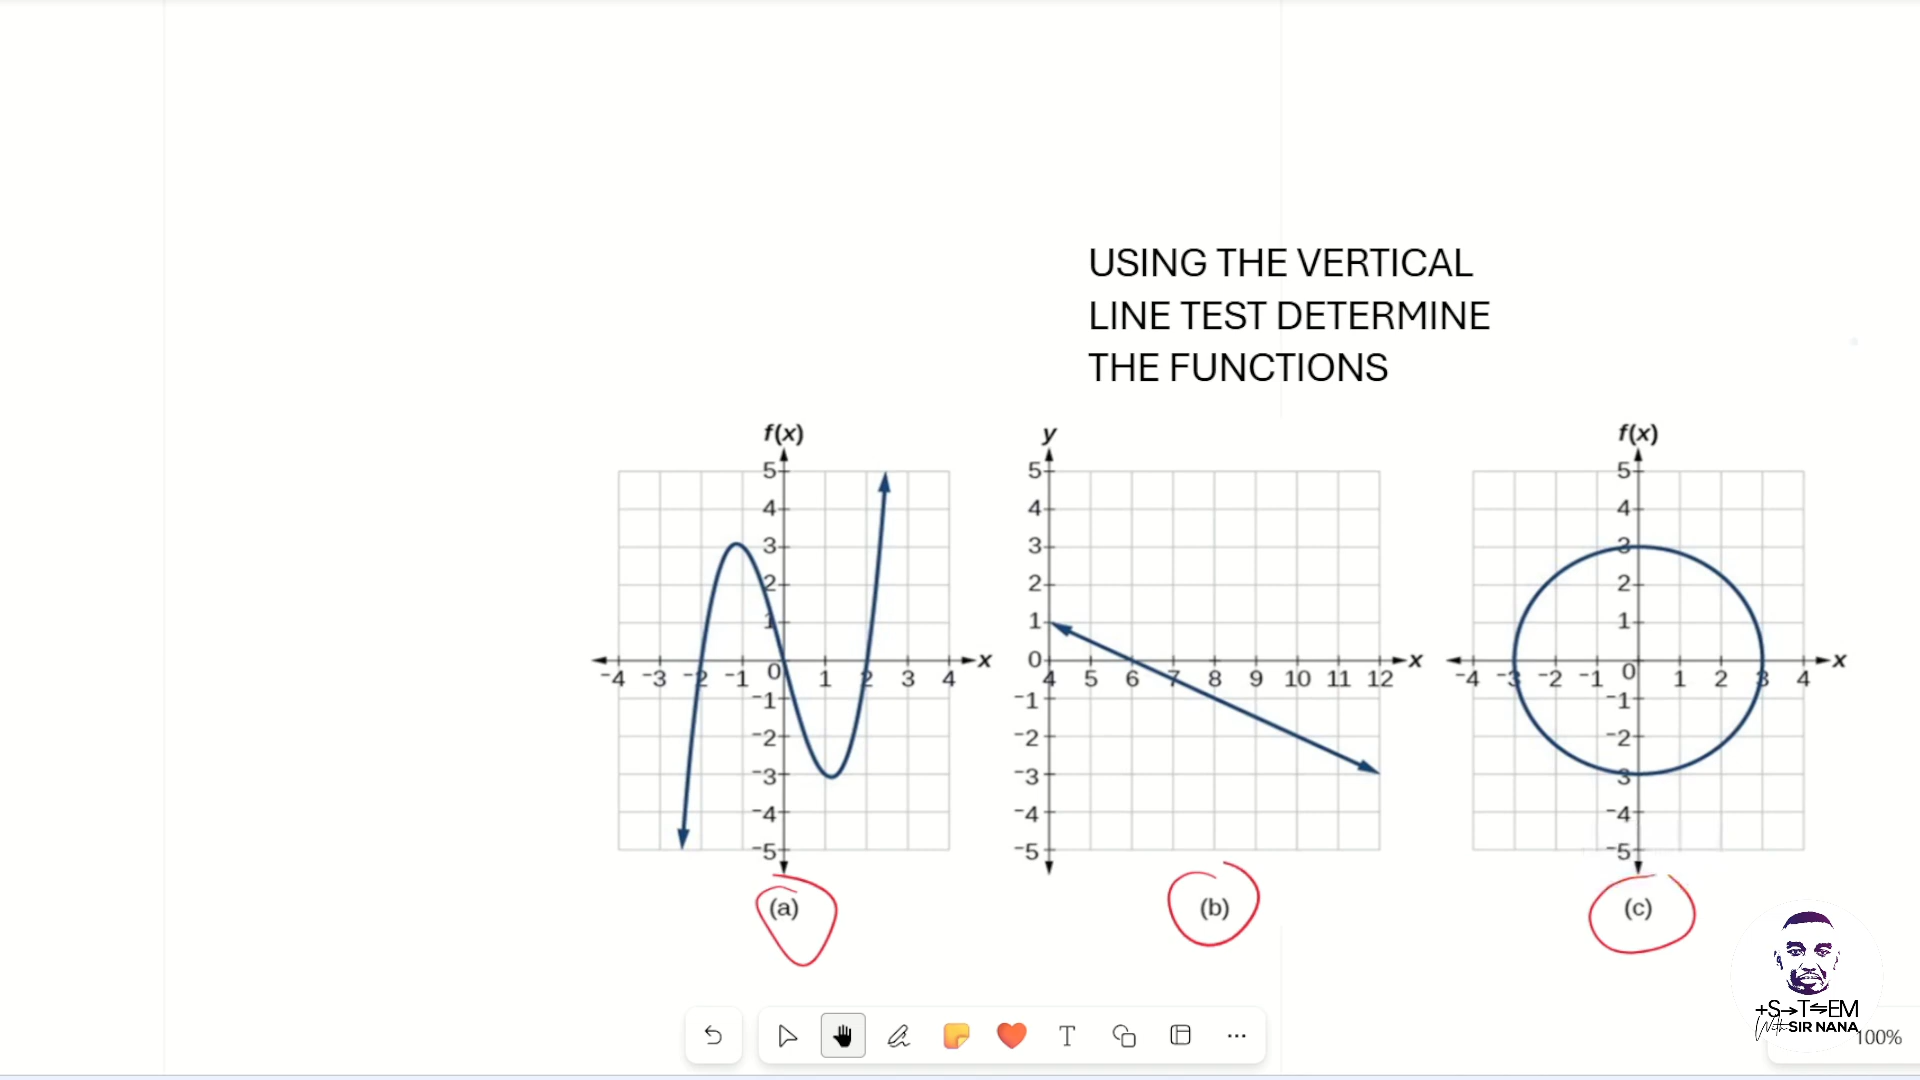 USING THE VERTICAL
LINE TEST DETERMINE
THE FUNCTIONS
f(x)
5
4
3
2
1
0
-4 -3 -2 -1 1 2 3 4
x
-1
-2
-3
-4
-5
(a)
y
5
4
3
2
1
0
4 5 6 7 8 9 10 11 12
x
-1
-2
-3
-4
-5
(b)
f(x)
5
4
3
2
1
0
-4 -3 -2 -1 1 2 3 4
x
-1
-2
-3
-4
-5
(c)
+S→T⇌EM
With SIR NANA
T
100%